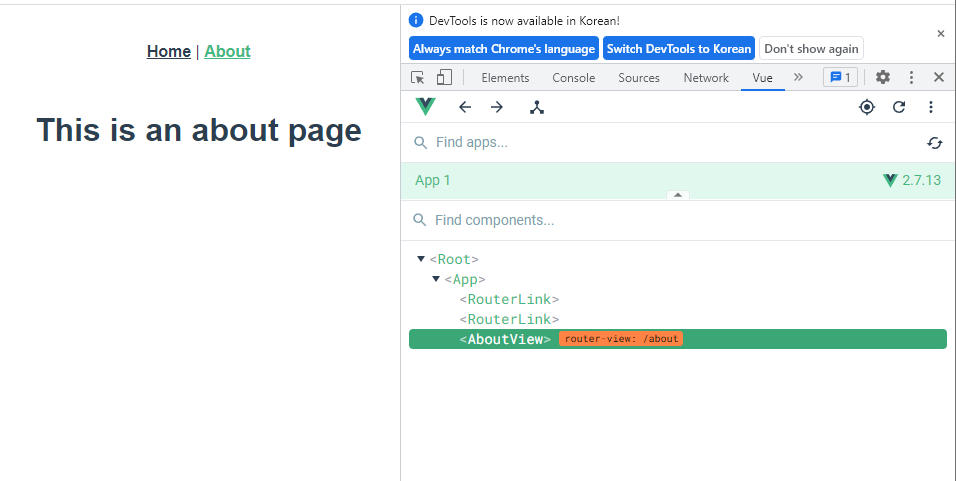 Home | About
This is an about page
DevTools is now available in Korean!
Always match Chrome's language Switch DevTools to Korean Don't show again
Elements Console Sources Network Vue 1
Find apps...
App 1 2.7.13
Find components...
<Root>
<App>
<RouterLink>
<RouterLink>
<AboutView> router-view: /about